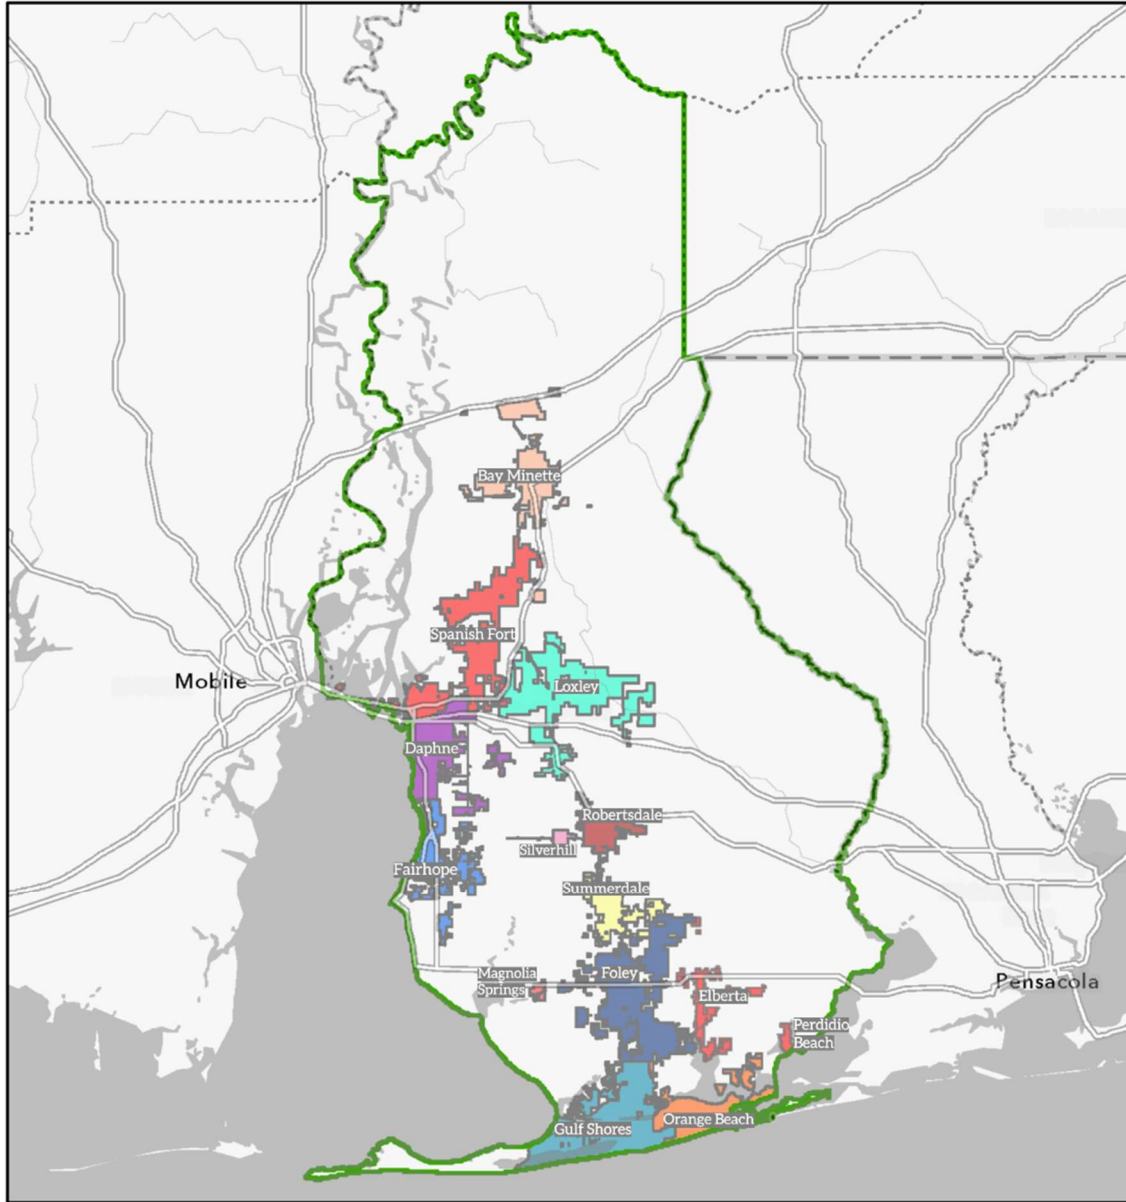 Bay Minette
Spanish Fort
Mobile
Loxley
Daphne
Robertsdale
Silverhill
Fairhope
Summerdale
Magnolia
Springs
Foley
Elberta
Pensacola
Perdidio
Beach
Orange Beach
Gulf Shores